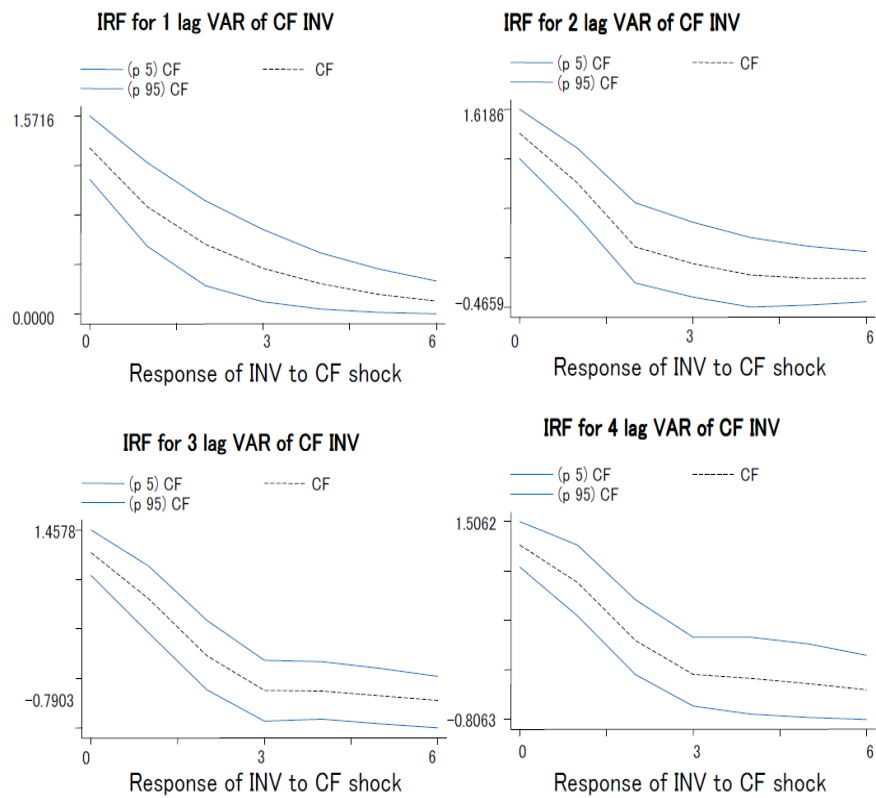 IRF for 1 lag VAR of CF INV
(p 5) CF
CF
(p 95) CF
1.5716
0.0000
0
3
6
Response of INV to CF shock
IRF for 2 lag VAR of CF INV
(p 5) CF
CF
(p 95) CF
1.6186
-0.4659
0
3
6
Response of INV to CF shock
IRF for 3 lag VAR of CF INV
(p 5) CF
CF
(p 95) CF
1.4578
-0.7903
0
3
6
Response of INV to CF shock
IRF for 4 lag VAR of CF INV
(p 5) CF
CF
(p 95) CF
1.5062
-0.8063
0
3
6
Response of INV to CF shock